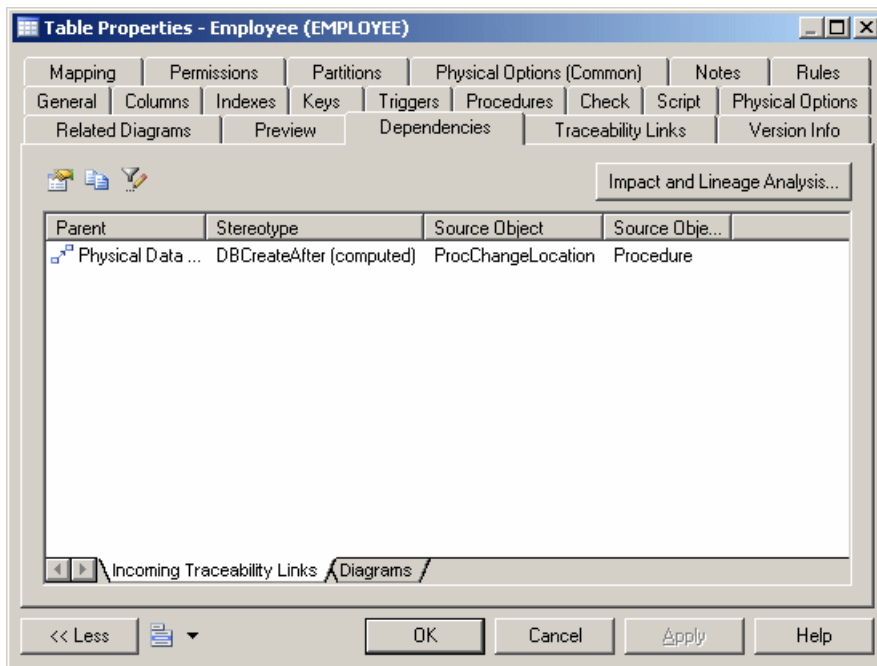 Table Properties - Employee (EMPLOYEE)
Mapping Permissions Partitions Physical Options (Common) Notes Rules
General Columns Indexes Keys Triggers Procedures Check Script Physical Options
Related Diagrams Preview Dependencies Traceability Links Version Info
Impact and Lineage Analysis...
Parent Stereotype Source Object Source Obje...
Physical Data ... DBCreateAfter (computed) ProcChangeLocation Procedure
Incoming Traceability Links Diagrams
<< Less OK Cancel Apply Help